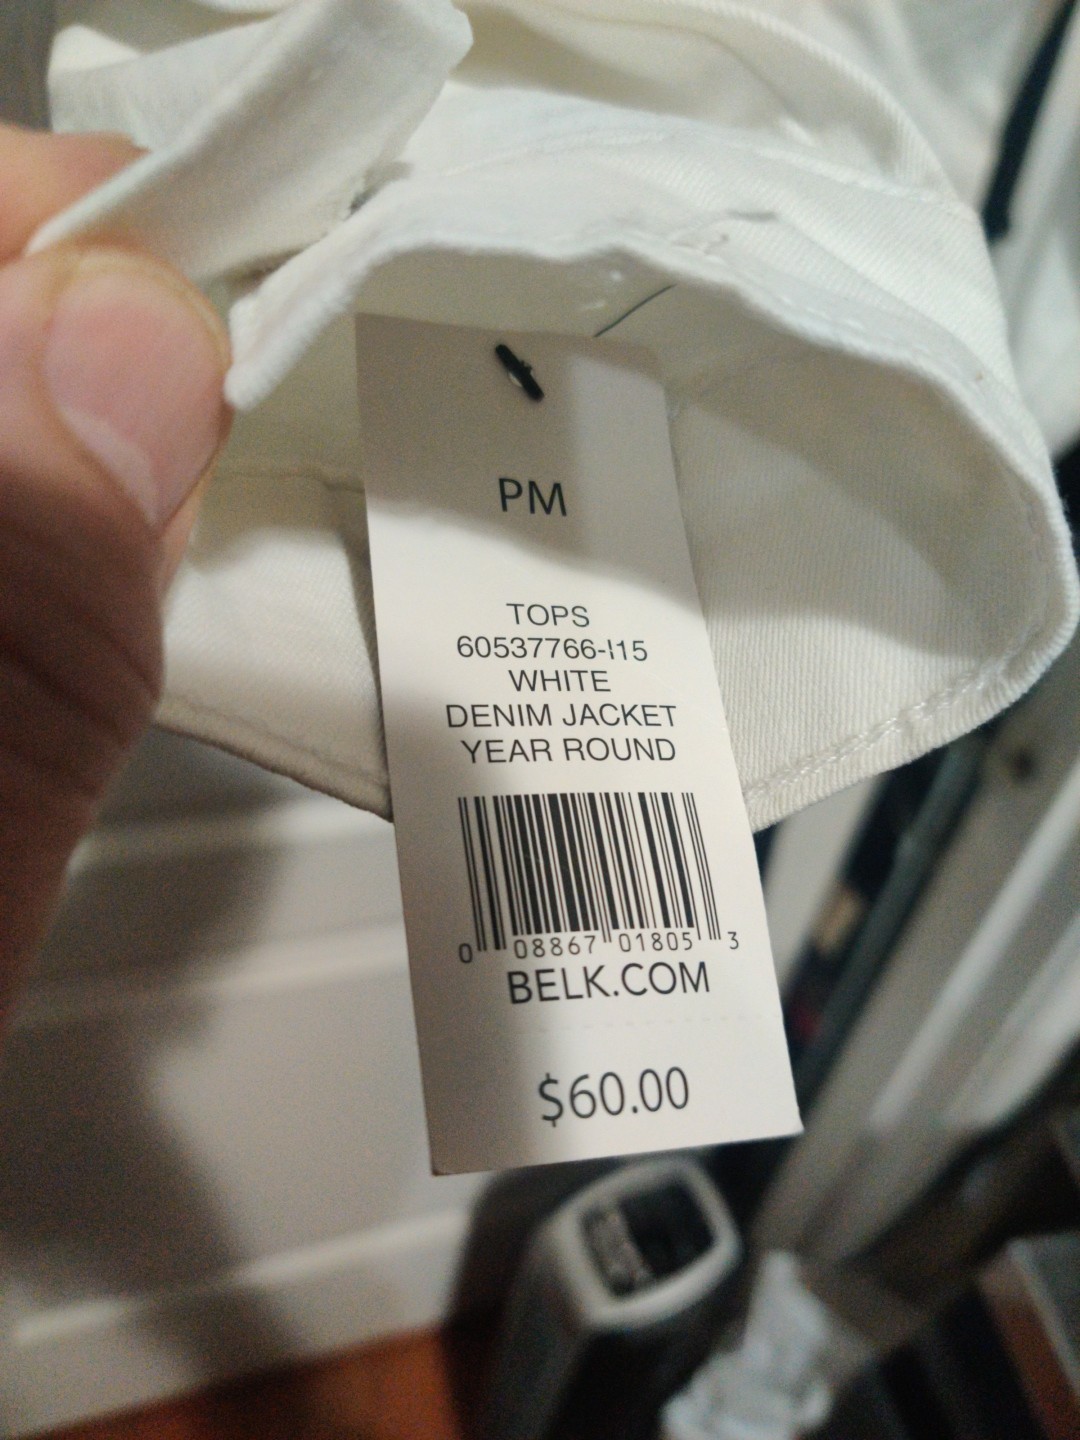 PM
TOPS
60537766-I15
WHITE
DENIM JACKET
YEAR ROUND
0 08867 01805 3
BELK.COM
$60.00